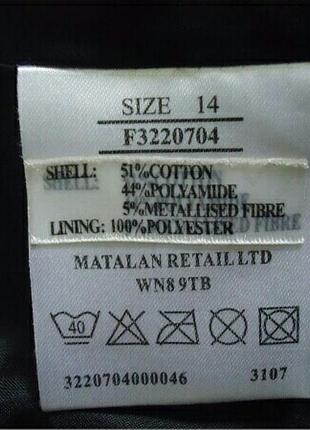 SIZE 14
F3220704
SHELL: 51%COTTON
44%POLYAMIDE
5%METALLISED FIBRE
LINING: 100%POLYESTER
MATALAN RETAIL LTD
WN8 9TB
40
3220704000046 3107